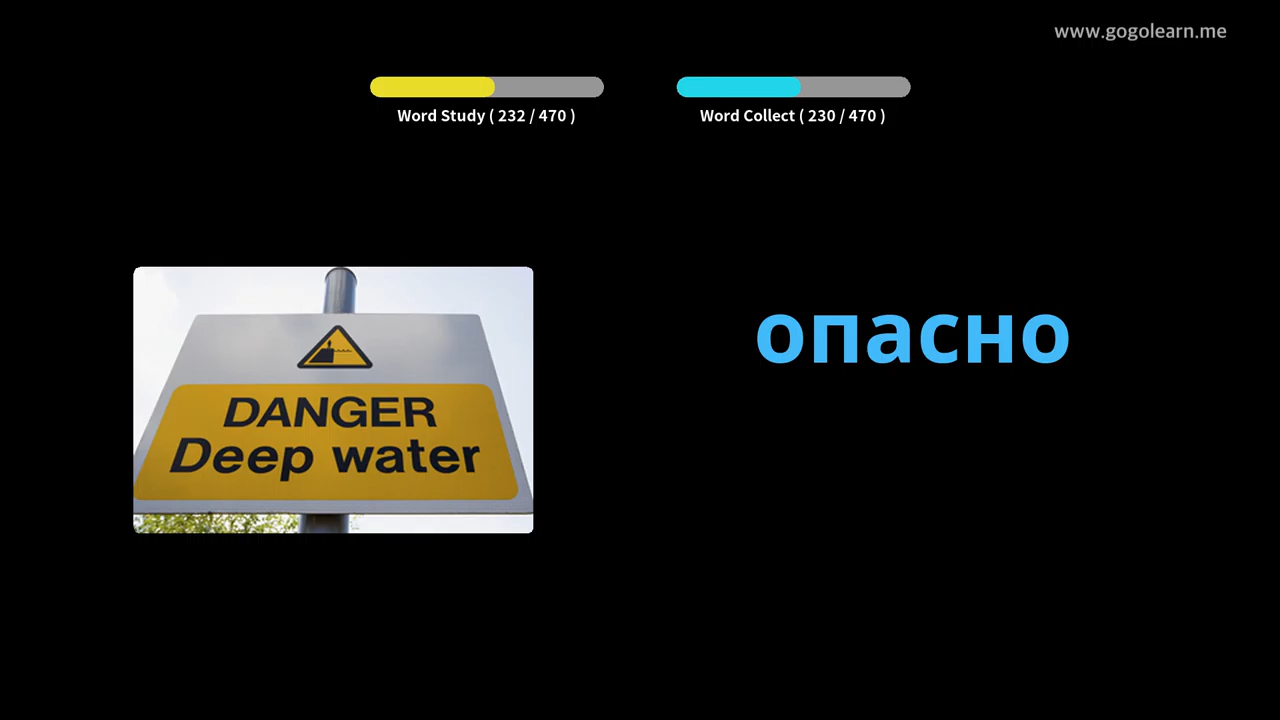 www.gogolearn.me
Word Study ( 232 / 470 )
Word Collect ( 230 / 470 )
DANGER
Deep water
опасно